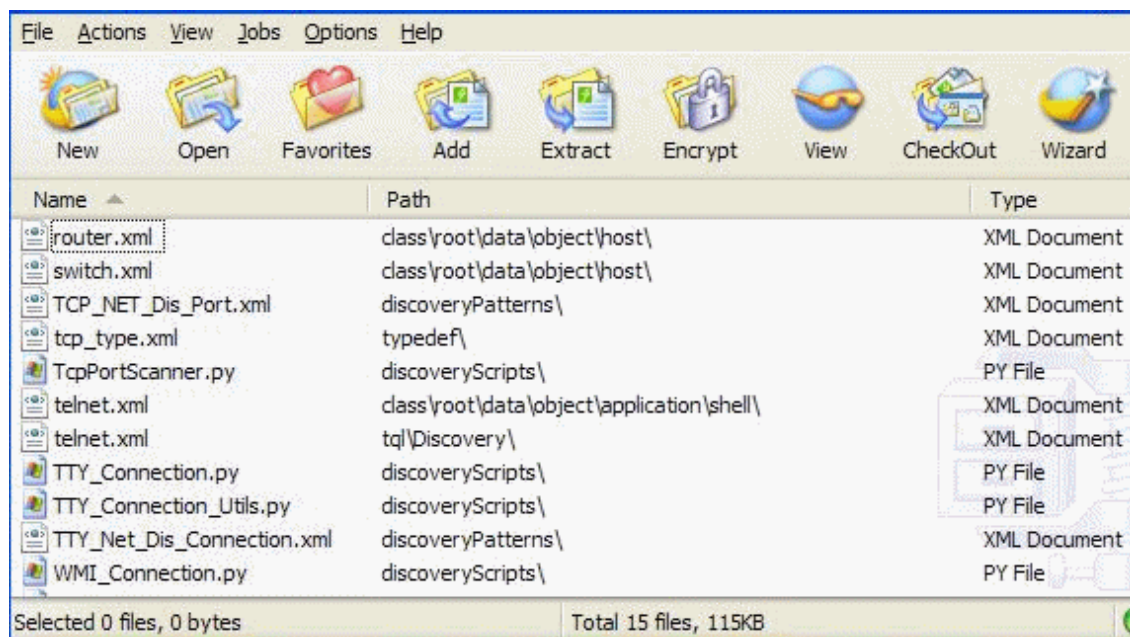 File Actions View Jobs Options Help
New Open Favorites Add Extract Encrypt View CheckOut Wizard
Name Path Type
router.xml class\root\data\object\host\ XML Document
switch.xml class\root\data\object\host\ XML Document
TCP_NET_Dis_Port.xml discoveryPatterns\ XML Document
tcp_type.xml typedef\ XML Document
TcpPortScanner.py discoveryScripts\ PY File
telnet.xml class\root\data\object\application\shell\ XML Document
telnet.xml tql\Discovery\ XML Document
TTY_Connection.py discoveryScripts\ PY File
TTY_Connection_Utils.py discoveryScripts\ PY File
TTY_Net_Dis_Connection.xml discoveryPatterns\ XML Document
WMI_Connection.py discoveryScripts\ PY File
Selected 0 files, 0 bytes Total 15 files, 115KB